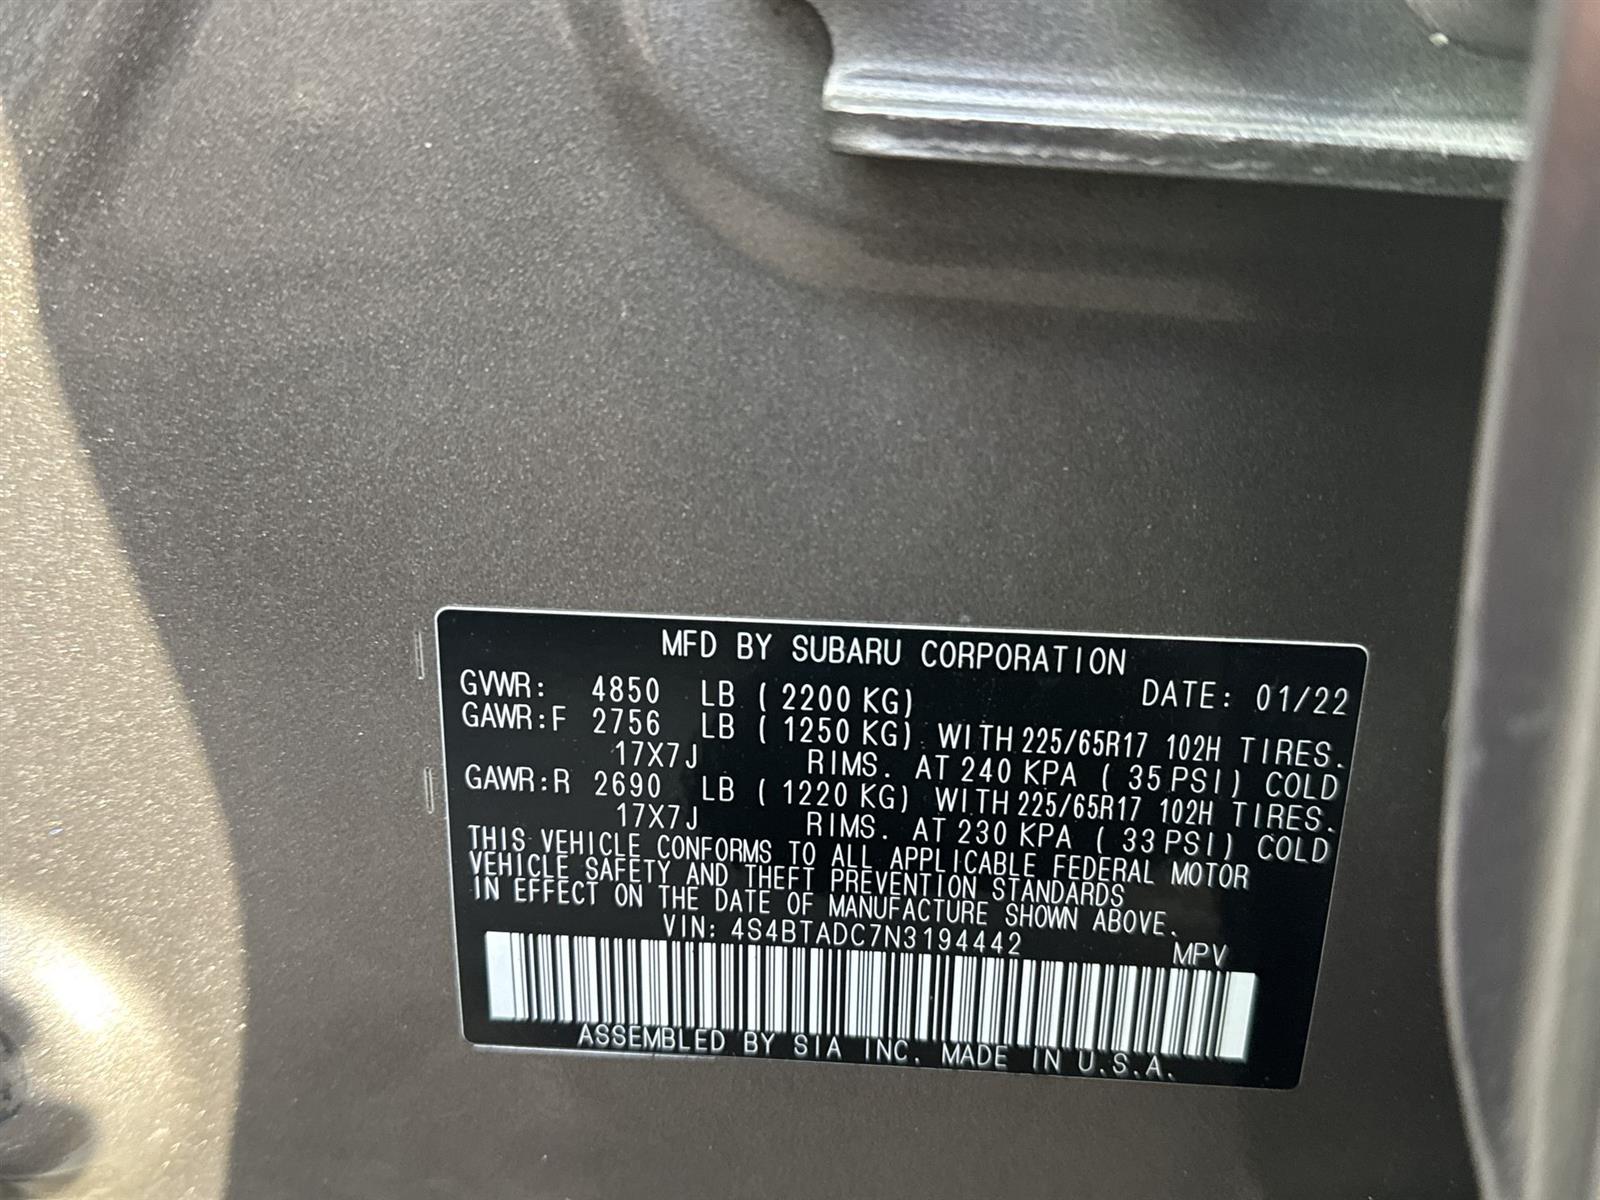 MFD BY SUBARU CORPORATION
GVWR: 4850 LB ( 2200 KG) DATE: 01/22
GAWR:F 2756 LB ( 1250 KG) WITH 225/65R17 102H TIRES.
17X7J RIMS. AT 240 KPA ( 35 PSI) COLD
GAWR:R 2690 LB ( 1220 KG) WITH 225/65R17 102H TIRES.
17X7J RIMS. AT 230 KPA ( 33 PSI) COLD
THIS VEHICLE CONFORMS TO ALL APPLICABLE FEDERAL MOTOR
VEHICLE SAFETY AND THEFT PREVENTION STANDARDS
IN EFFECT ON THE DATE OF MANUFACTURE SHOWN ABOVE.
VIN: 4S4BTADC7N3194442 MPV
ASSEMBLED BY SIA INC. MADE IN U.S.A.